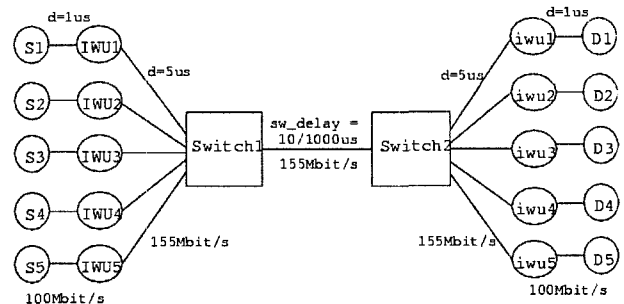 d=1us
S1 IWU1
d=5us
S2 IWU2
S3 IWU3
S4 IWU4
S5 IWU5
100Mbit/s
155Mbit/s
Switch1
sw_delay =
10/1000us
155Mbit/s
Switch2
d=1us
iwu1 D1
d=5us
iwu2 D2
iwu3 D3
iwu4 D4
iwu5 D5
155Mbit/s
100Mbit/s